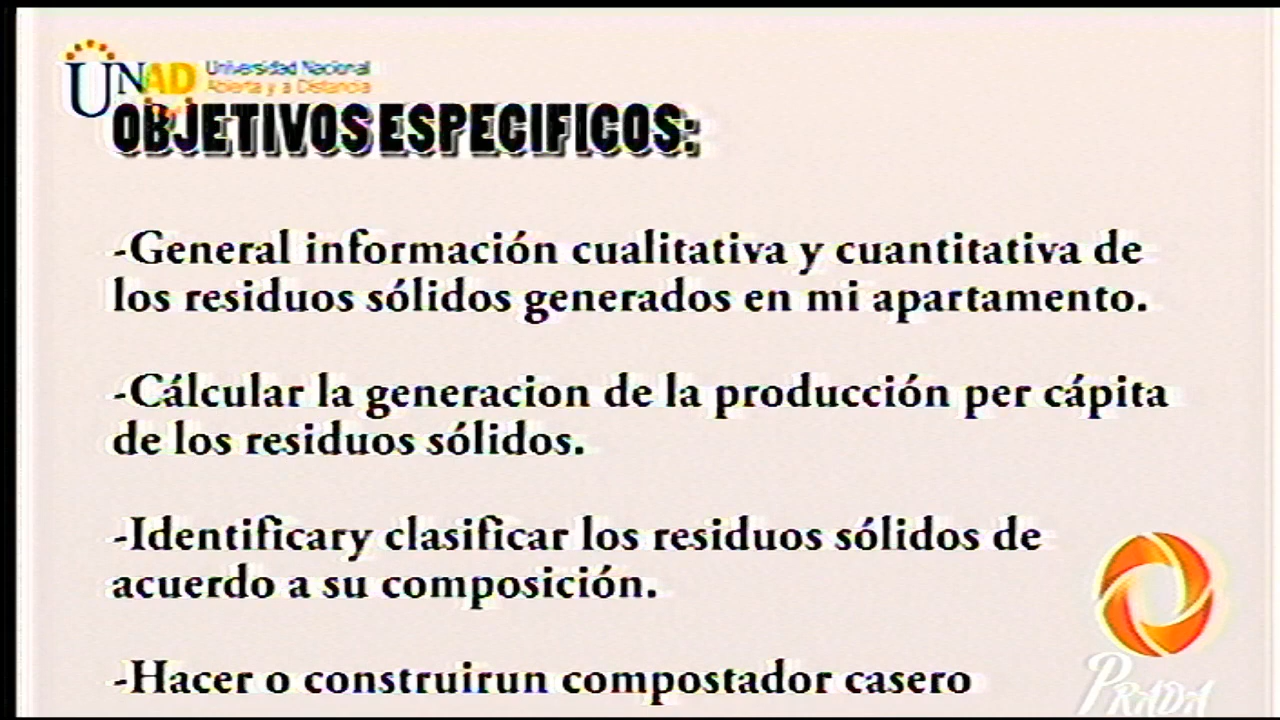 UNAD Universidad Nacional
Abierta y a Distancia
OBJETIVOS ESPECIFICOS:
-General información cualitativa y cuantitativa de
los residuos sólidos generados en mi apartamento.
-Cálcular la generacion de la producción per cápita
de los residuos sólidos.
-Identificary clasificar los residuos sólidos de
acuerdo a su composición.
-Hacer o construirun compostador casero
PRADA